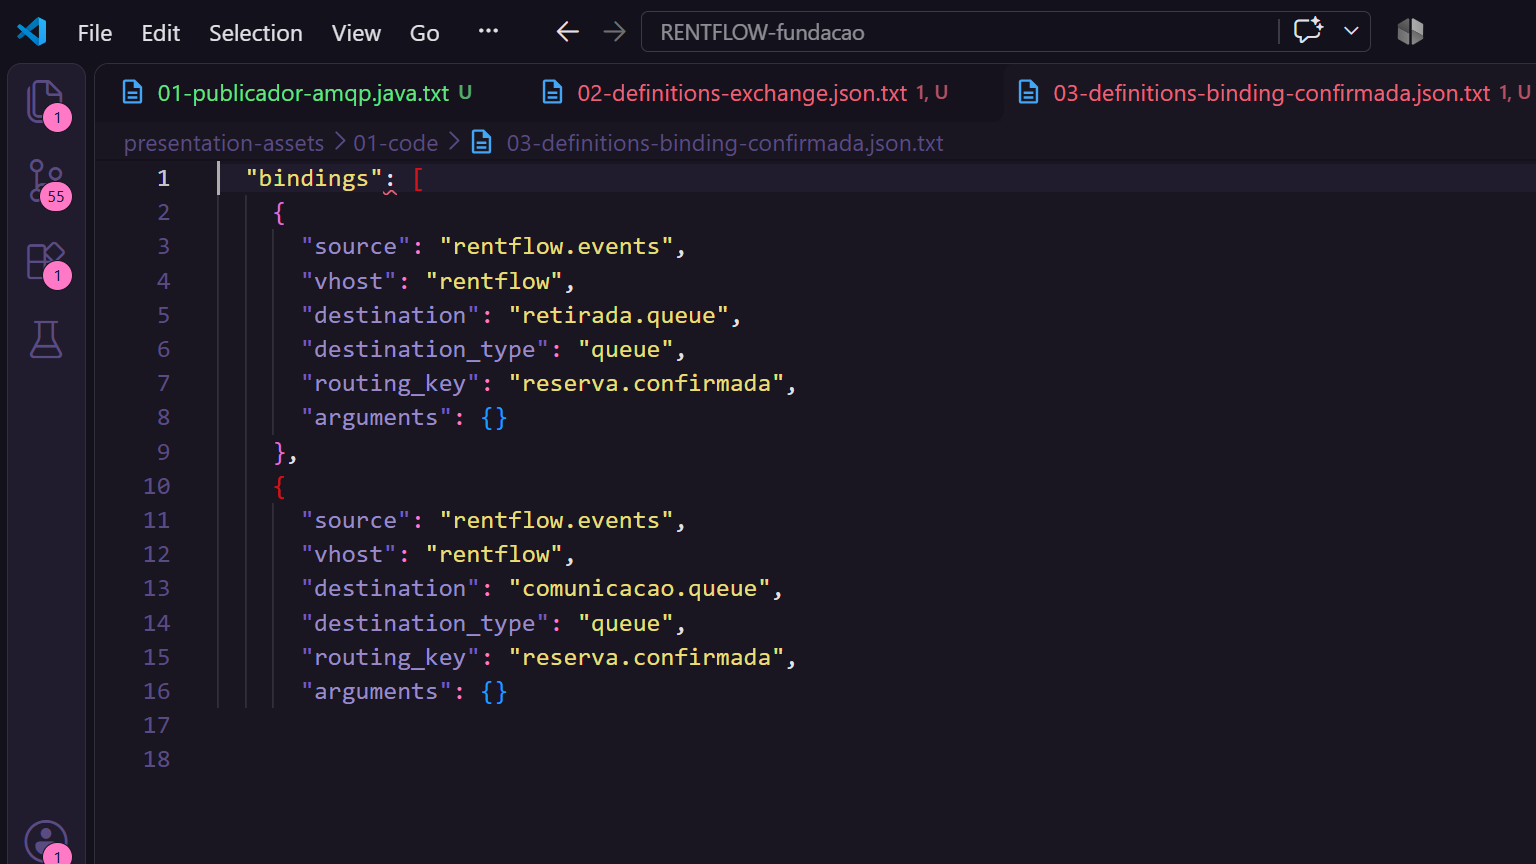 File Edit Selection View Go ··· RENTFLOW-fundacao
01-publicador-amqp.java.txt U 02-definitions-exchange.json.txt 1, U 03-definitions-binding-confirmada.json.txt 1, U
presentation-assets > 01-code > 03-definitions-binding-confirmada.json.txt
1
55
1
1
1 "bindings": [
2 {
3 "source": "rentflow.events",
4 "vhost": "rentflow",
5 "destination": "retirada.queue",
6 "destination_type": "queue",
7 "routing_key": "reserva.confirmada",
8 "arguments": {}
9 },
10 {
11 "source": "rentflow.events",
12 "vhost": "rentflow",
13 "destination": "comunicacao.queue",
14 "destination_type": "queue",
15 "routing_key": "reserva.confirmada",
16 "arguments": {}
17
18